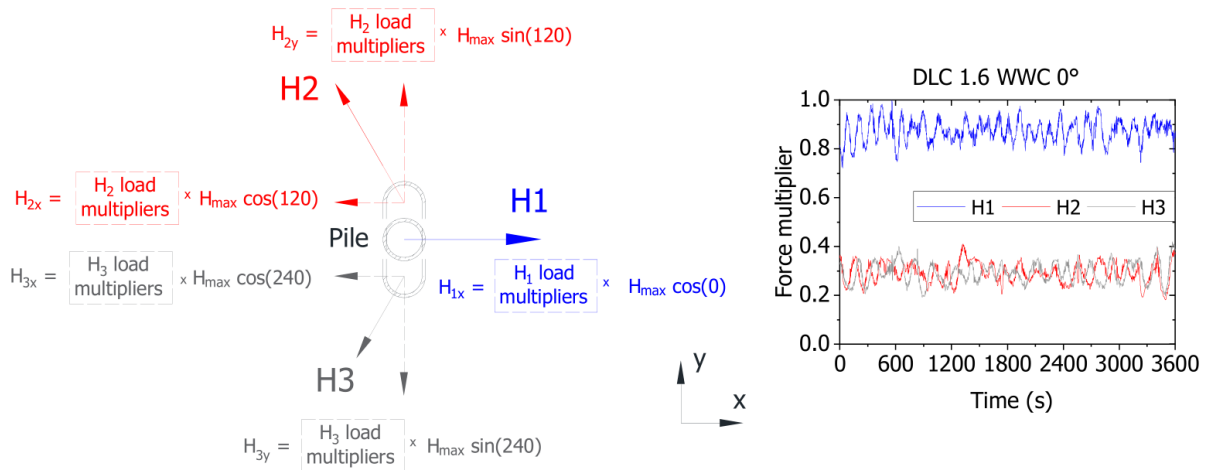 H2y = H2 load multipliers x Hmax sin(120)
H2
H2x = H2 load multipliers x Hmax cos(120)
H1
Pile
H3x = H3 load multipliers x Hmax cos(240)
H1x = H1 load multipliers x Hmax cos(0)
H3
y
x
H3y = H3 load multipliers x Hmax sin(240)
DLC 1.6 WWC 0°
1.0
0.8
0.6
0.4
0.2
0.0
Force multiplier
H1 H2 H3
0 600 1200 1800 2400 3000 3600
Time (s)